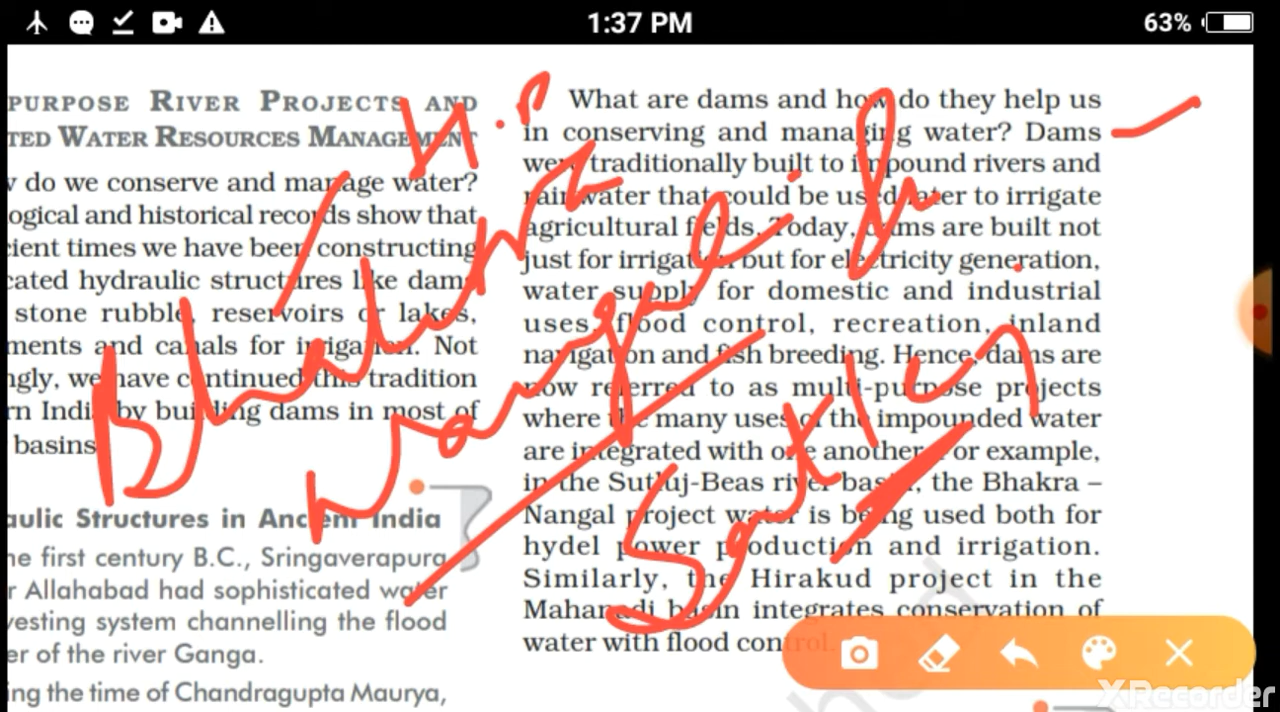 1:37 PM
63%
PURPOSE RIVER PROJECTS AND
TED WATER RESOURCES MANAGEMENT
do we conserve and manage water?
ogical and historical records show that
cient times we have been constructing
cated hydraulic structures like dams
stone rubble, reservoirs or lakes,
ments and canals for irrigation. Not
ngly, we have continued this tradition
rn India by building dams in most of
basins
aulic Structures in Ancient India
he first century B.C., Sringaverapura
r Allahabad had sophisticated water
vesting system channelling the flood
er of the river Ganga.
ing the time of Chandragupta Maurya,
What are dams and how do they help us
in conserving and managing water? Dams
were traditionally built to impound rivers and
rainwater that could be used later to irrigate
agricultural fields. Today, dams are built not
just for irrigation but for electricity generation,
water supply for domestic and industrial
uses, flood control, recreation, inland
navigation and fish breeding. Hence, dams are
now referred to as multi-purpose projects
where the many uses of the impounded water
are integrated with one another. For example,
in the Sutluj-Beas river basin, the Bhakra –
Nangal project water is being used both for
hydel power production and irrigation.
Similarly, the Hirakud project in the
Mahanadi basin integrates conservation of
water with flood control.
H.P
Bhakra
Satlej
XRecorder